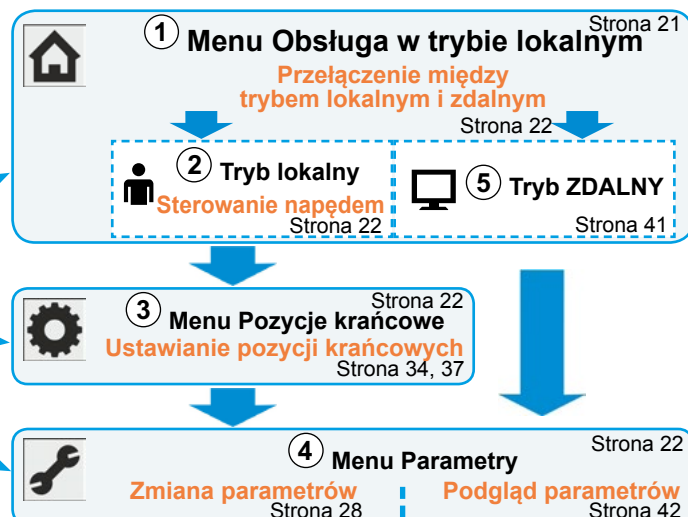 Strona 21
1 Menu Obsługa w trybie lokalnym
Przełączenie między
trybem lokalnym i zdalnym
Strona 22
2 Tryb lokalny
Sterowanie napędem
Strona 22
5 Tryb ZDALNY
Strona 41
Strona 22
3 Menu Pozycje krańcowe
Ustawianie pozycji krańcowych
Strona 34, 37
Strona 22
4 Menu Parametry
Zmiana parametrów
Strona 28
Podgląd parametrów
Strona 42